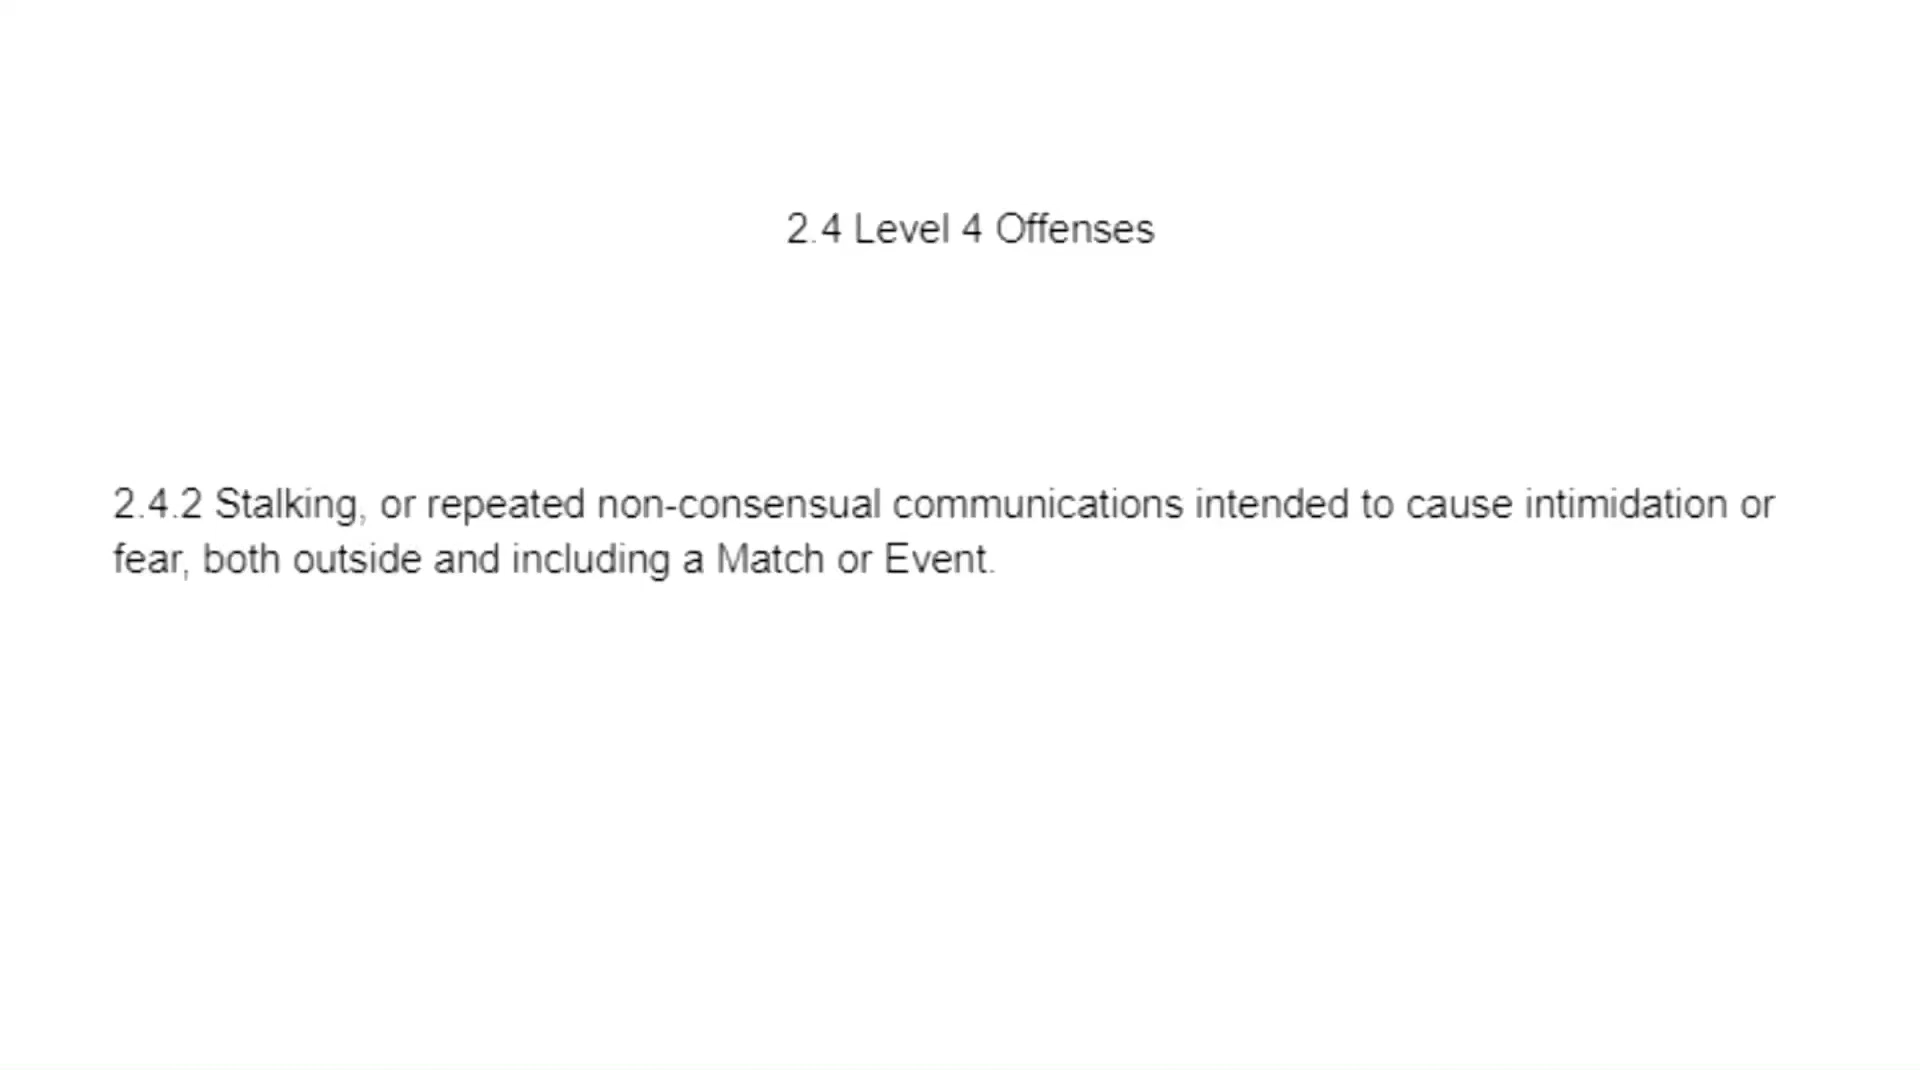 2.4 Level 4 Offenses
2.4.2 Stalking, or repeated non-consensual communications intended to cause intimidation or
fear, both outside and including a Match or Event.